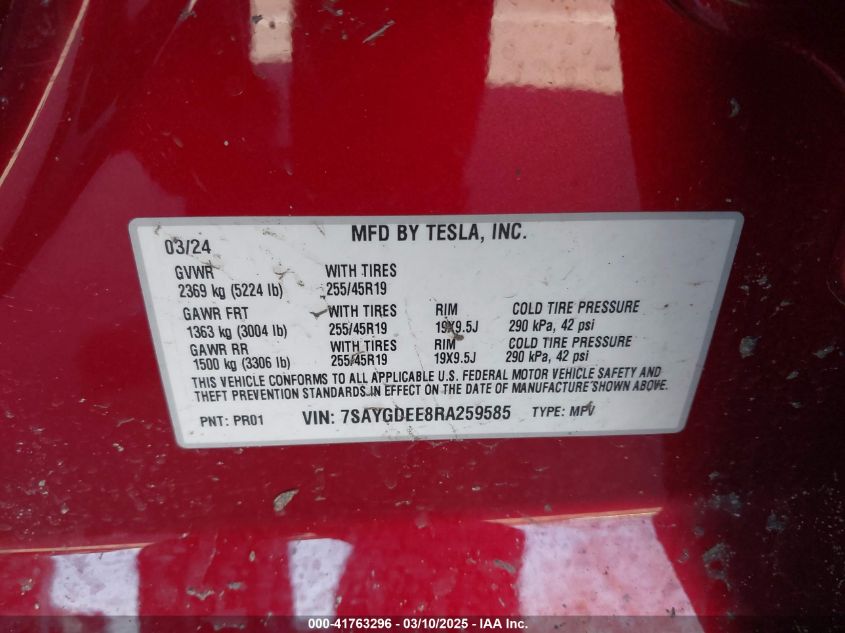 MFD BY TESLA, INC.
03/24
GVWR WITH TIRES
2369 kg (5224 lb) 255/45R19
GAWR FRT WITH TIRES RIM COLD TIRE PRESSURE
1363 kg (3004 lb) 255/45R19 19X9.5J 290 kPa, 42 psi
GAWR RR WITH TIRES RIM COLD TIRE PRESSURE
1500 kg (3306 lb) 255/45R19 19X9.5J 290 kPa, 42 psi
THIS VEHICLE CONFORMS TO ALL APPLICABLE U.S. FEDERAL MOTOR VEHICLE SAFETY AND
THEFT PREVENTION STANDARDS IN EFFECT ON THE DATE OF MANUFACTURE SHOWN ABOVE.
PNT: PR01 VIN: 7SAYGDEE8RA259585 TYPE: MPV
000-41763296 - 03/10/2025 - IAA Inc.